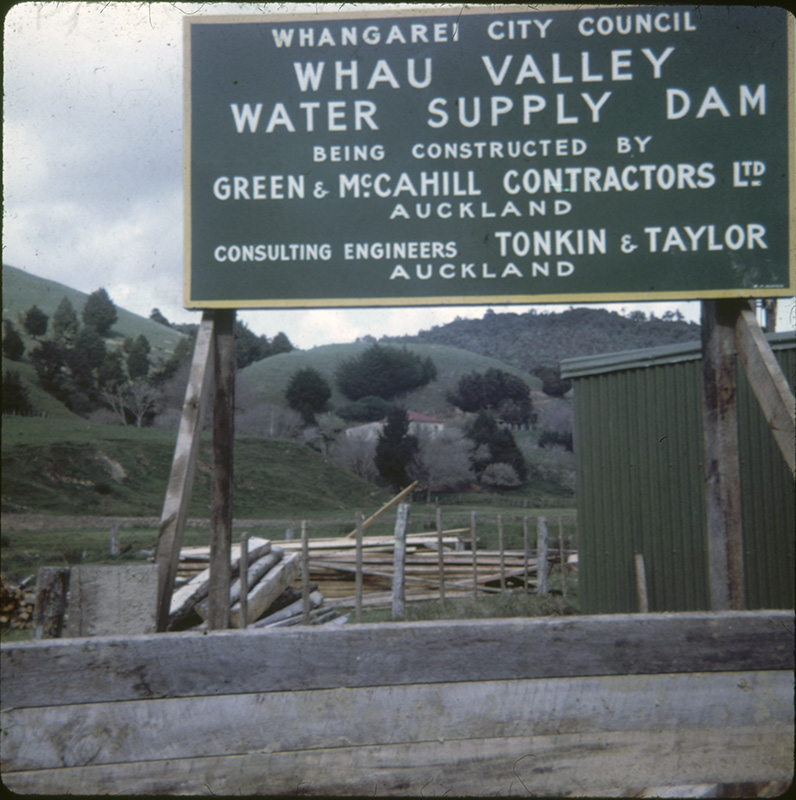 WHANGAREI CITY COUNCIL
WHAU VALLEY
WATER SUPPLY DAM
BEING CONSTRUCTED BY
GREEN & McCAHILL CONTRACTORS LTD
AUCKLAND
CONSULTING ENGINEERS TONKIN & TAYLOR
AUCKLAND